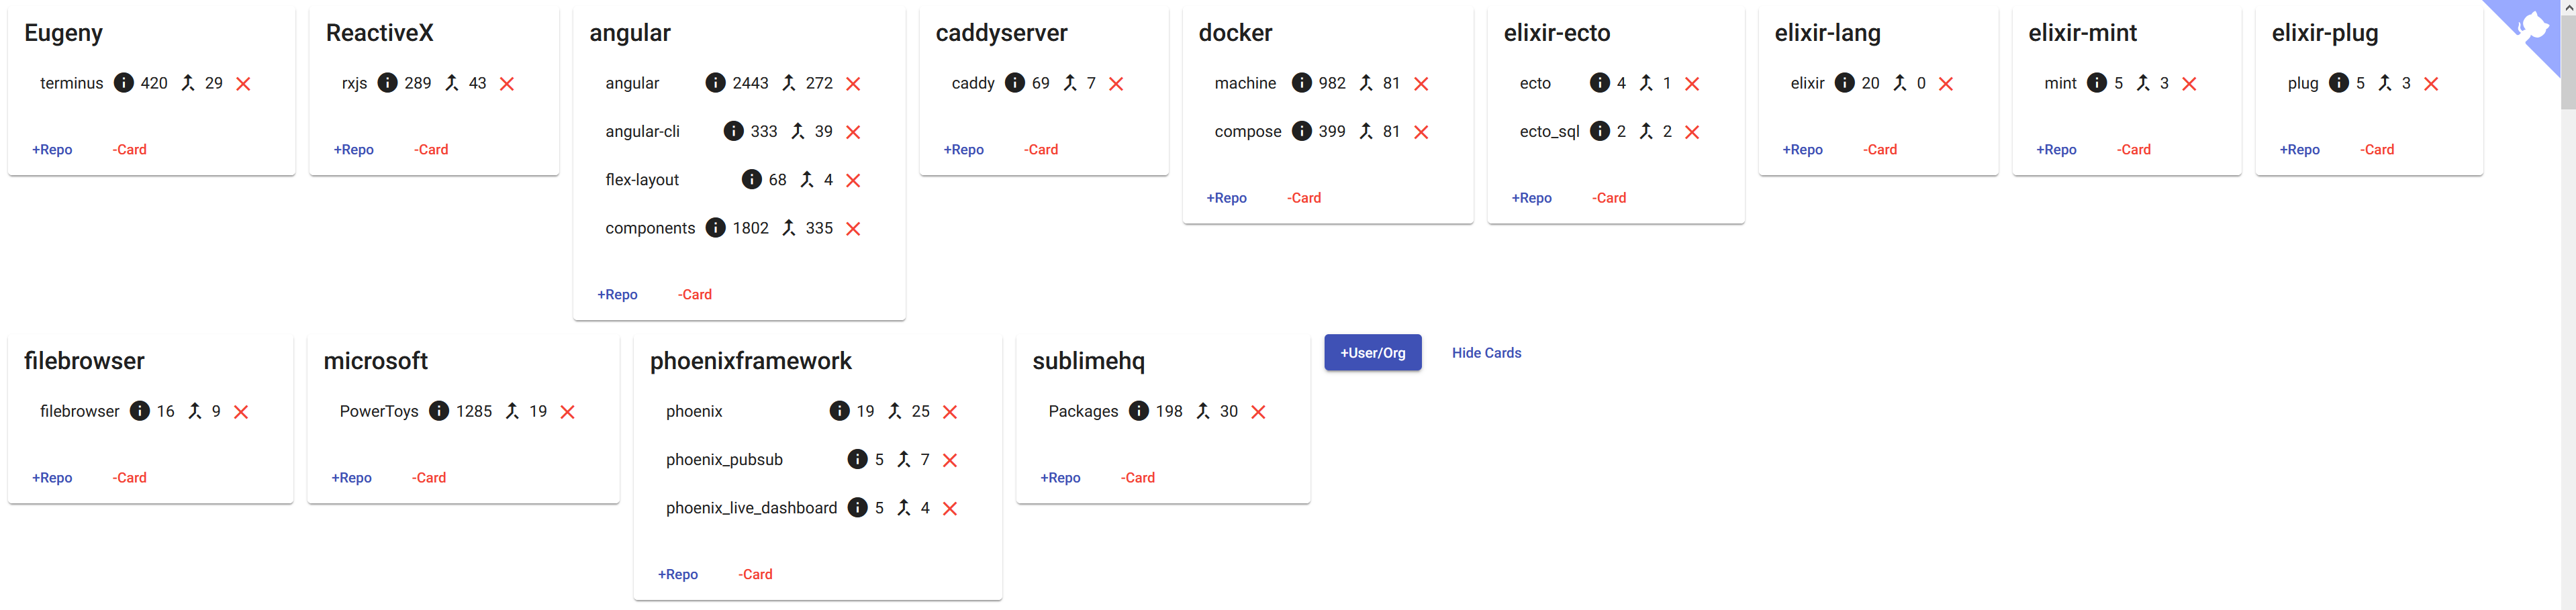 Eugeny
terminus 420 29
+Repo -Card
ReactiveX
rxjs 289 43
+Repo -Card
angular
angular 2443 272
angular-cli 333 39
flex-layout 68 4
components 1802 335
+Repo -Card
caddyserver
caddy 69 7
+Repo -Card
docker
machine 982 81
compose 399 81
+Repo -Card
elixir-ecto
ecto 4 1
ecto_sql 2 2
+Repo -Card
elixir-lang
elixir 20 0
+Repo -Card
elixir-mint
mint 5 3
+Repo -Card
elixir-plug
plug 5 3
+Repo -Card
filebrowser
filebrowser 16 9
+Repo -Card
microsoft
PowerToys 1285 19
+Repo -Card
phoenixframework
phoenix 19 25
phoenix_pubsub 5 7
phoenix_live_dashboard 5 4
+Repo -Card
sublimehq
Packages 198 30
+Repo -Card
+User/Org Hide Cards